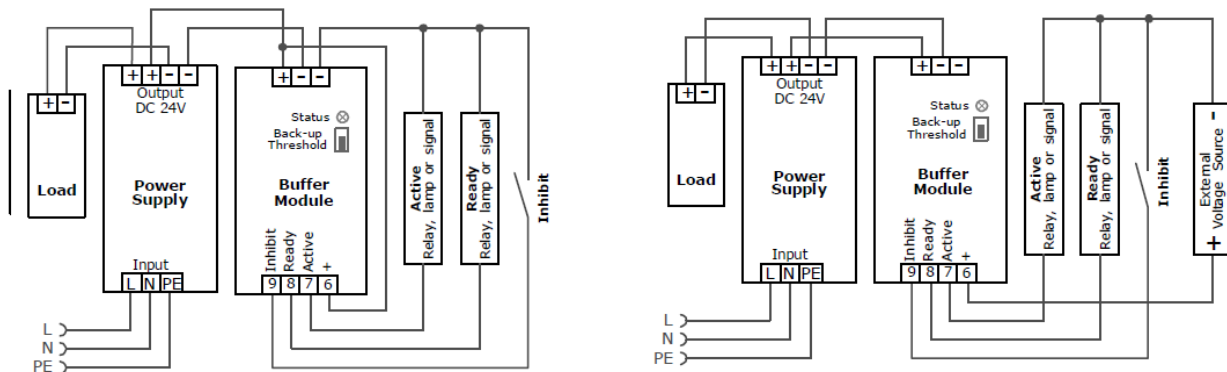 + + - -
Output
DC 24V
+ -
Load
Power
Supply
Input
L N PE
L
N
PE
+ - -
Status
Back-up
Threshold
Buffer
Module
Inhibit
Ready
Active
+
9 8 7 6
Active
Relay, lamp or signal
Ready
Relay, lamp or signal
Inhibit
+ + - -
Output
DC 24V
+ -
Load
Power
Supply
Input
L N PE
L
N
PE
+ - -
Status
Back-up
Threshold
Buffer
Module
Inhibit
Ready
Active
+
9 8 7 6
Active
Relay, lamp or signal
Ready
Relay, lamp or signal
Inhibit
External
Voltage Source
+ -